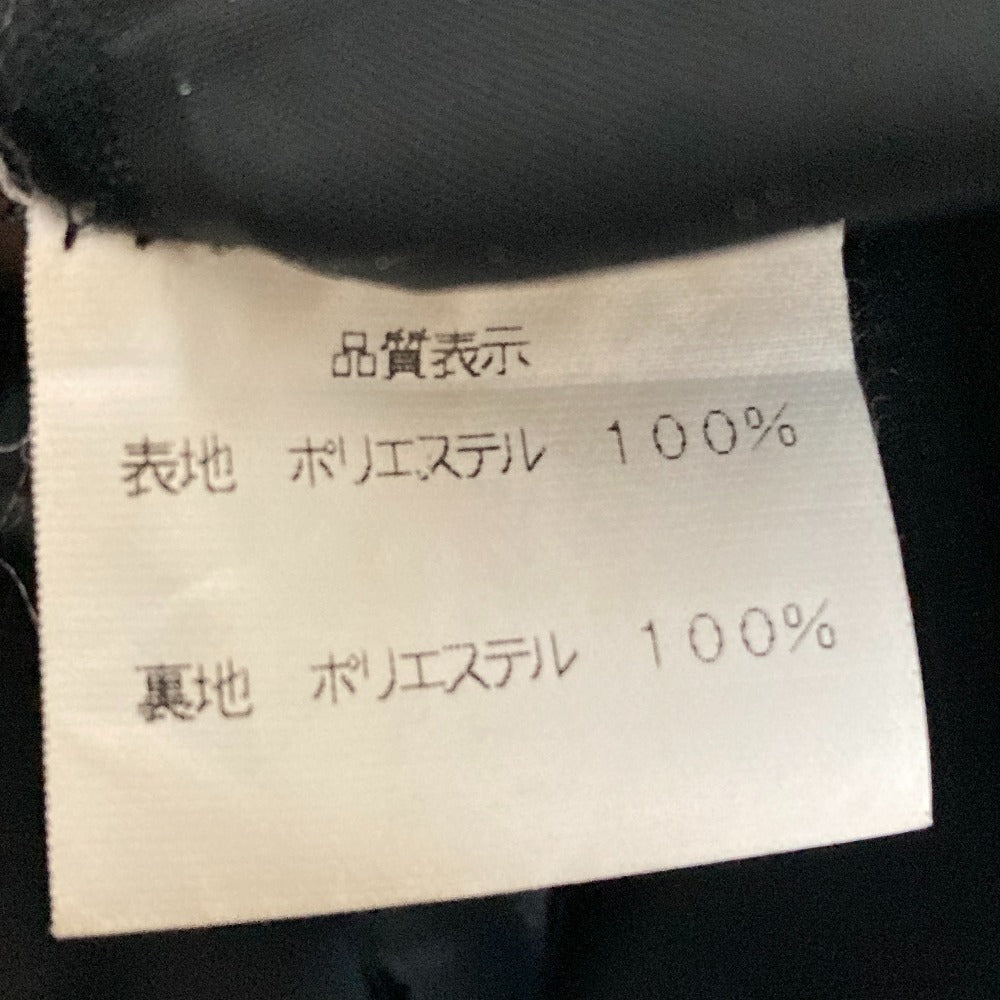 品質表示
表地　ポリエステル　１００％
裏地　ポリエステル　１００％